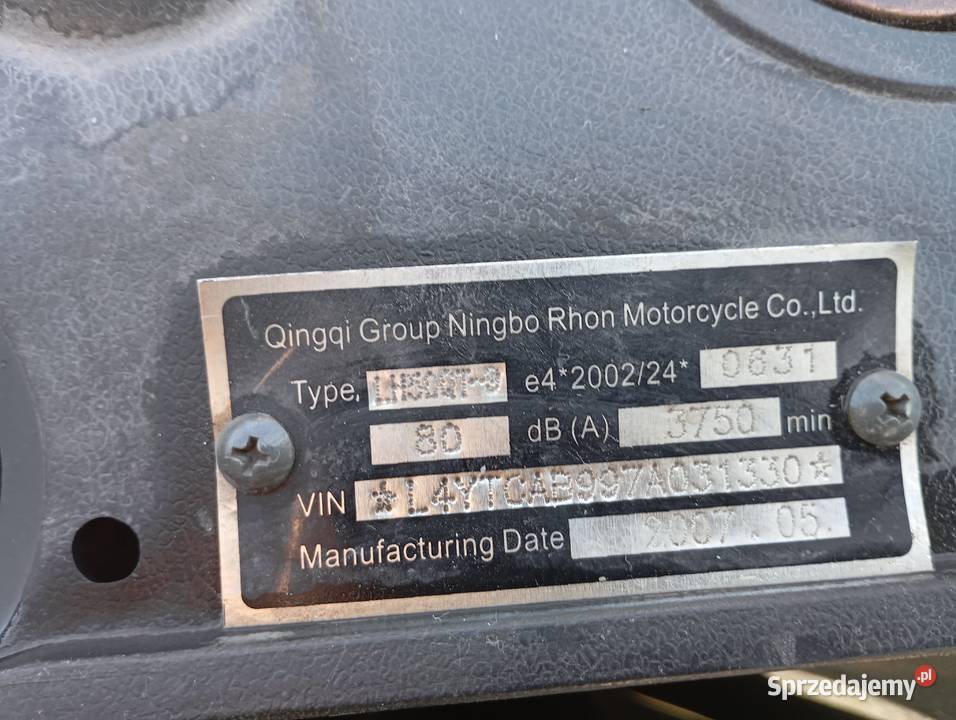 Qingqi Group Ningbo Rhon Motorcycle Co.,Ltd.
Type. e4*2002/24* 0631
80 dB (A) 3750 min
VIN *L4YTCAB997A031330*
Manufacturing Date 2007.05.
Sprzedajemy.pl